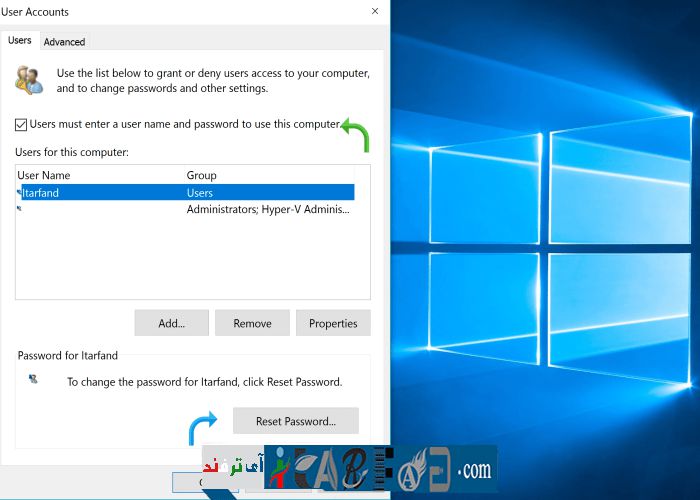 User Accounts
Users
Advanced
Use the list below to grant or deny users access to your computer,
and to change passwords and other settings.
Users must enter a user name and password to use this computer.
Users for this computer:
User Name Group
Itarfand Users
Administrators; Hyper-V Adminis...
Add... Remove Properties
Password for Itarfand
To change the password for Itarfand, click Reset Password.
Reset Password...
آی ترفند
.com